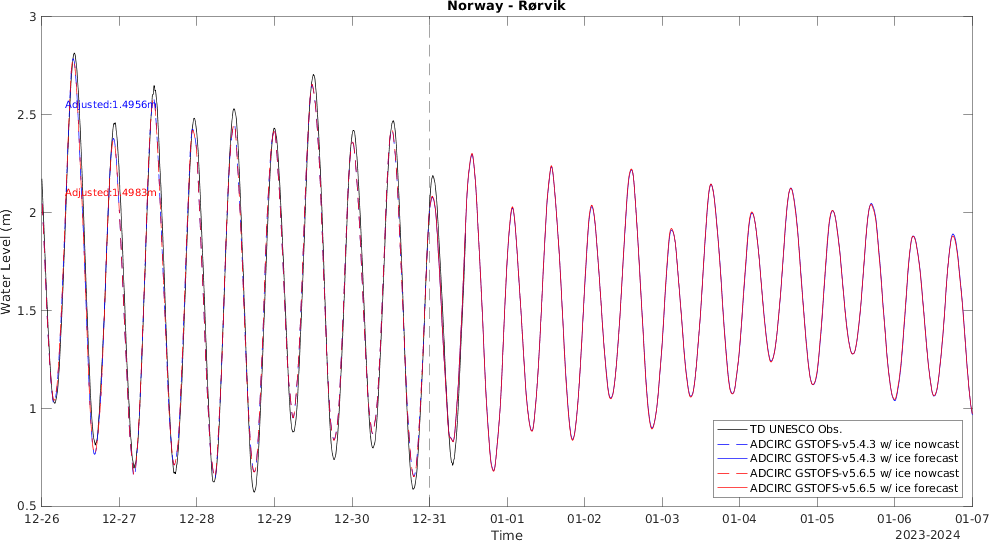 Norway - Rørvik
3
2.5
2
1.5
1
0.5
Water Level (m)
Adjusted:1.4956m
Adjusted:1.4983m
TD UNESCO Obs.
ADCIRC GSTOFS-v5.4.3 w/ ice nowcast
ADCIRC GSTOFS-v5.4.3 w/ ice forecast
ADCIRC GSTOFS-v5.6.5 w/ ice nowcast
ADCIRC GSTOFS-v5.6.5 w/ ice forecast
12-26 12-27 12-28 12-29 12-30 12-31 01-01 01-02 01-03 01-04 01-05 01-06 01-07
Time
2023-2024